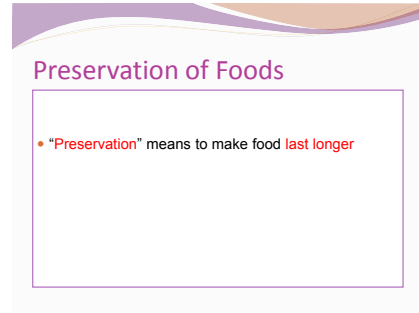 Preservation of Foods
• “Preservation” means to make food last longer